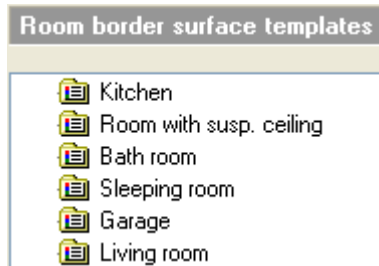 Room border surface templates
Kitchen
Room with susp. ceiling
Bath room
Sleeping room
Garage
Living room